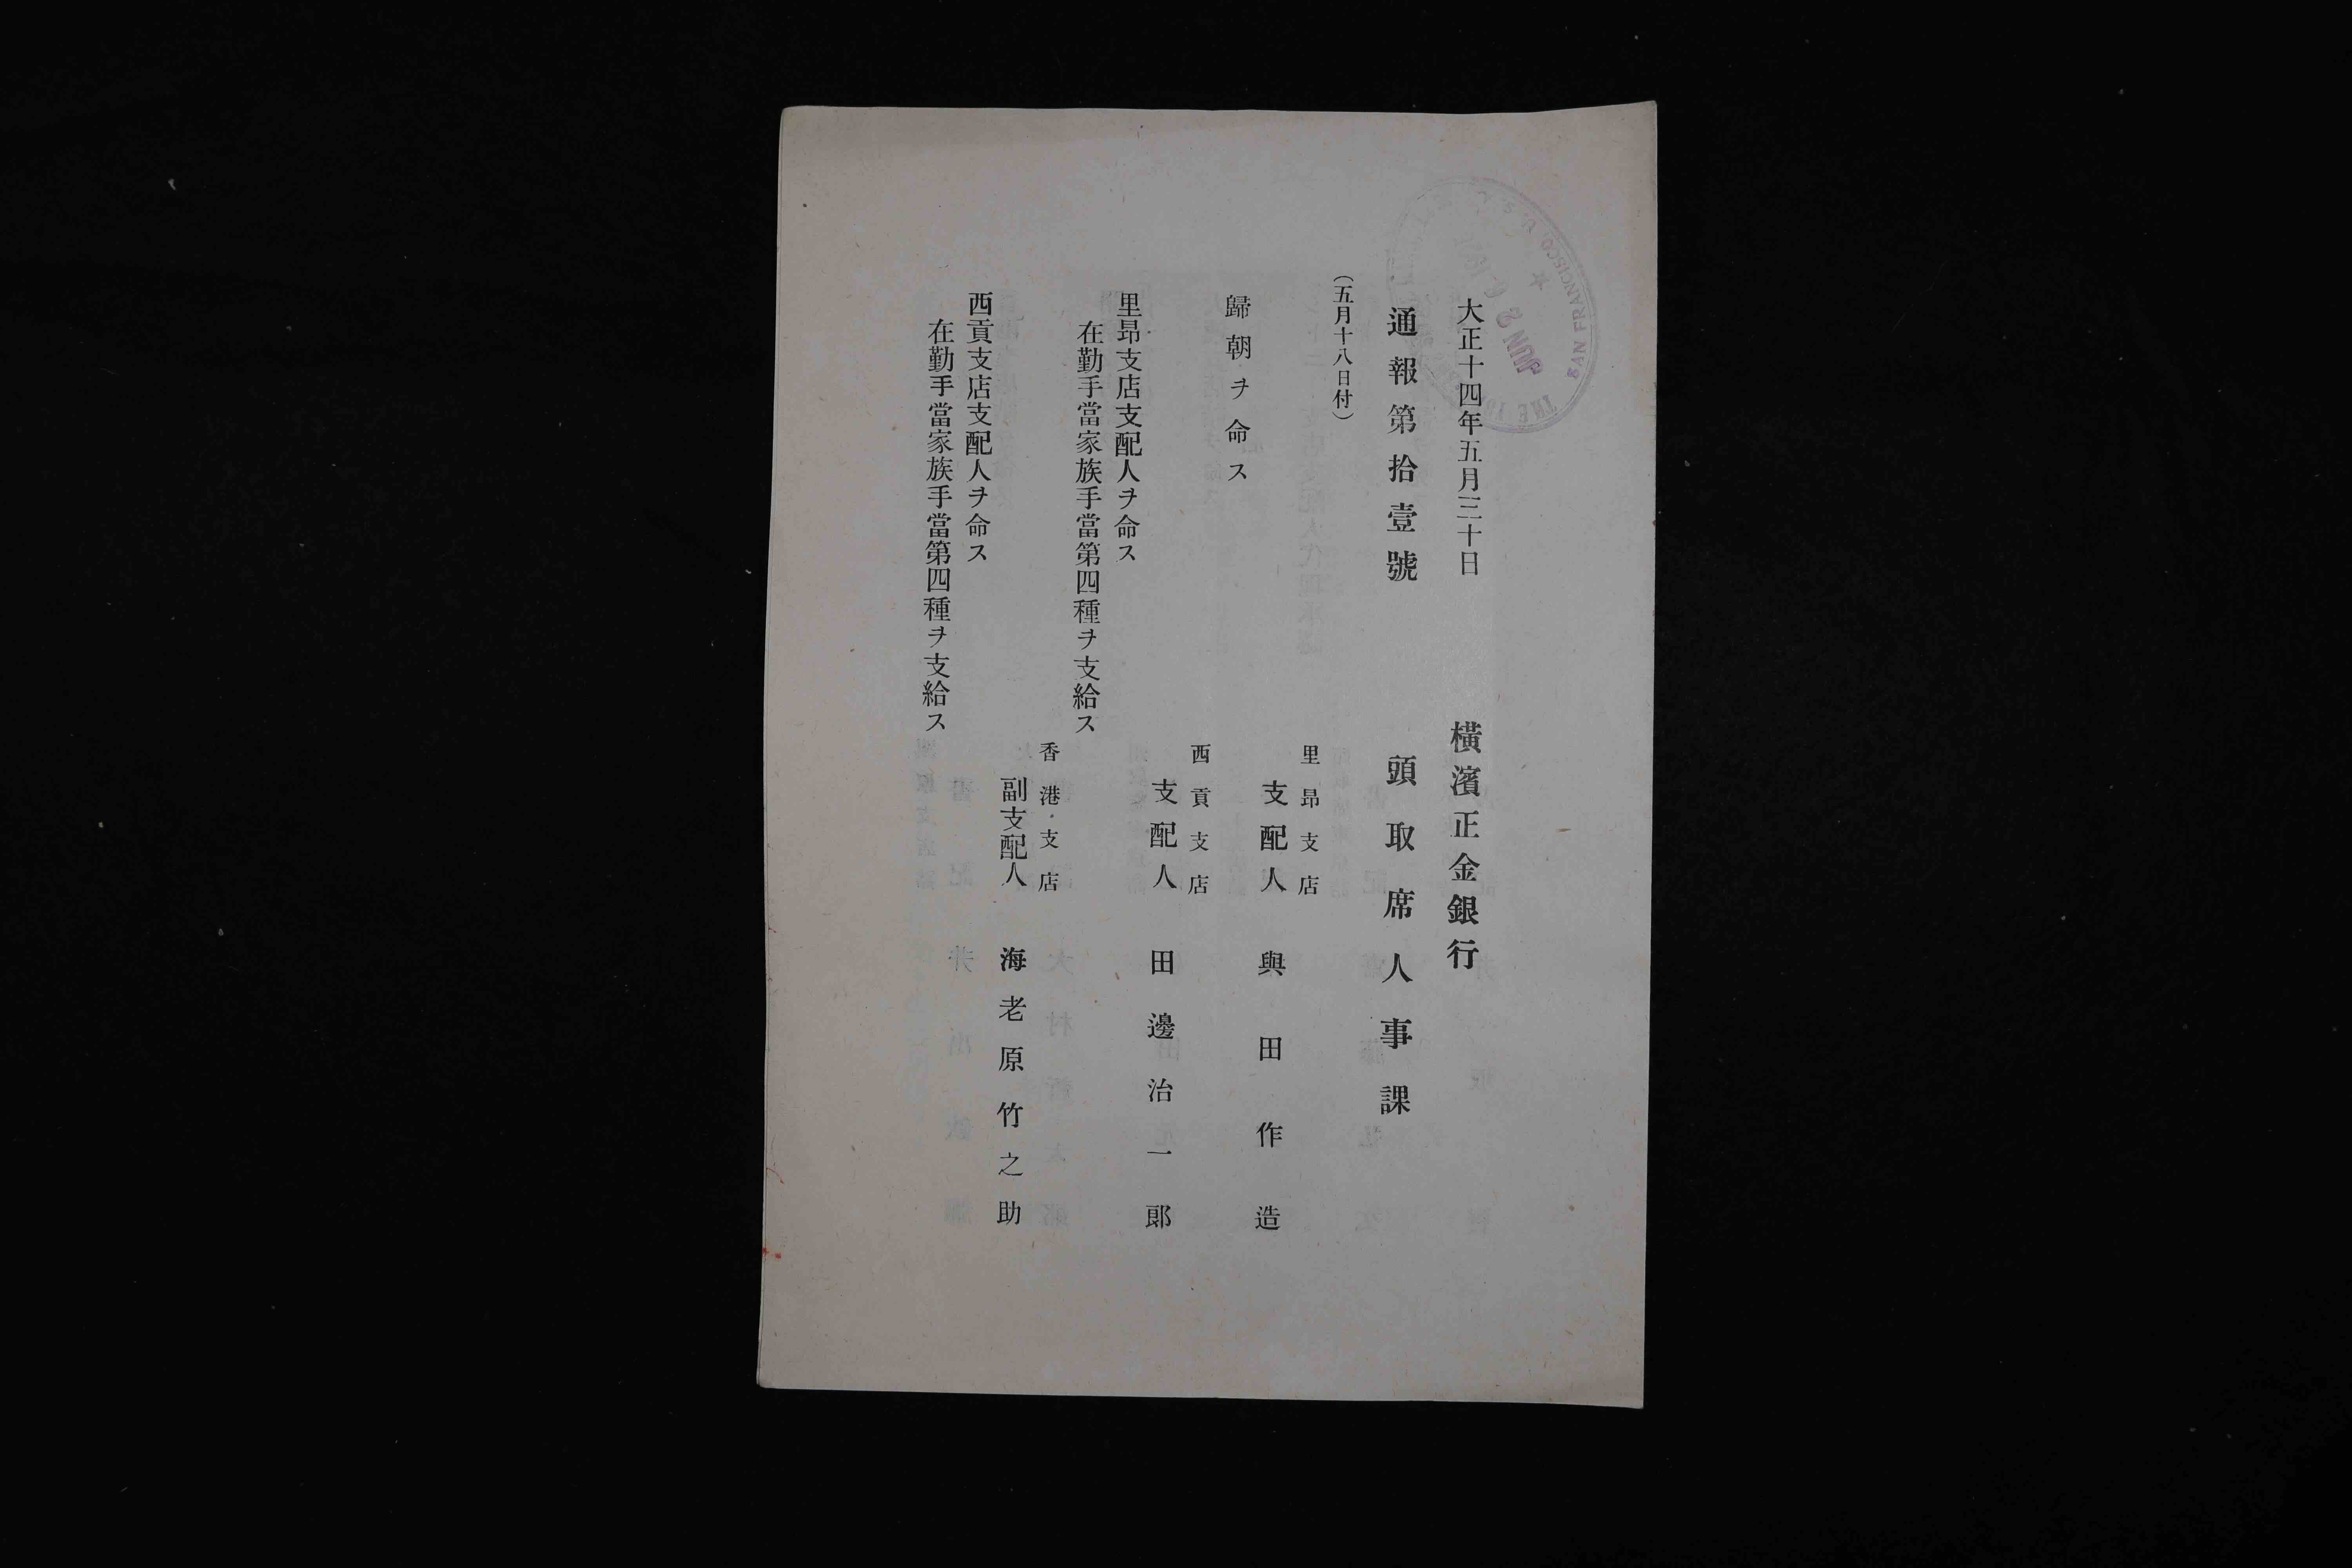 大正十四年五月三十日
橫濱正金銀行
通報第拾壹號
頭取席人事課
(五月十八日付)
里昂支店
支配人 與田作造
歸朝ヲ命ス
西貢支店
支配人 田邊治一郞
里昂支店支配人ヲ命ス
在勤手當家族手當第四種ヲ支給ス
香港支店
副支配人 海老原竹之助
西貢支店支配人ヲ命ス
在勤手當家族手當第四種ヲ支給ス
SAN FRANCISCO
JUN 2